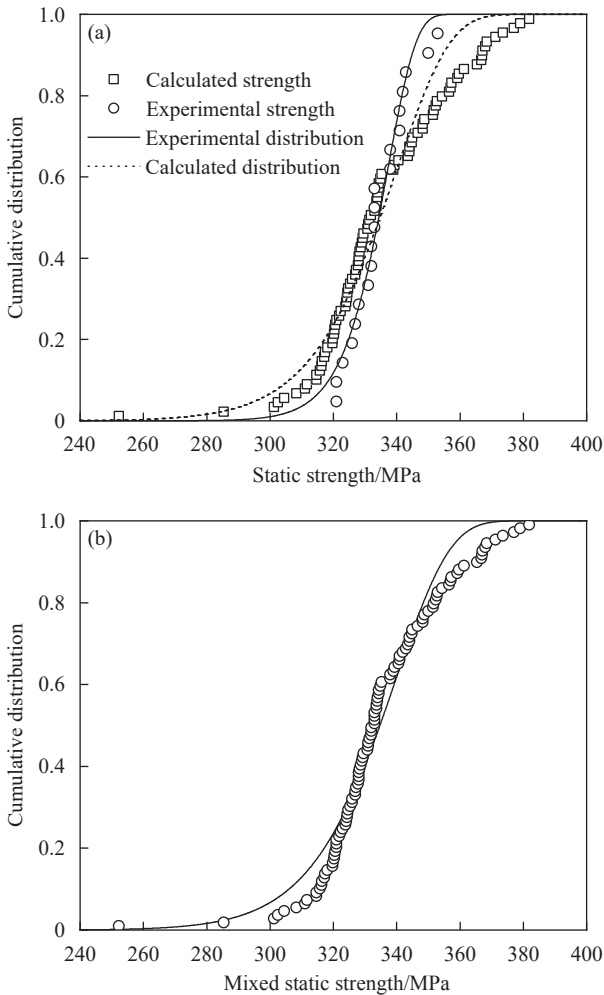 1.0
(a)
0.8
0.6
0.4
0.2
0
Calculated strength
Experimental strength
Experimental distribution
Calculated distribution
Cumulative distribution
240 260 280 300 320 340 360 380 400
Static strength/MPa
1.0
(b)
0.8
0.6
0.4
0.2
0
Cumulative distribution
240 260 280 300 320 340 360 380 400
Mixed static strength/MPa